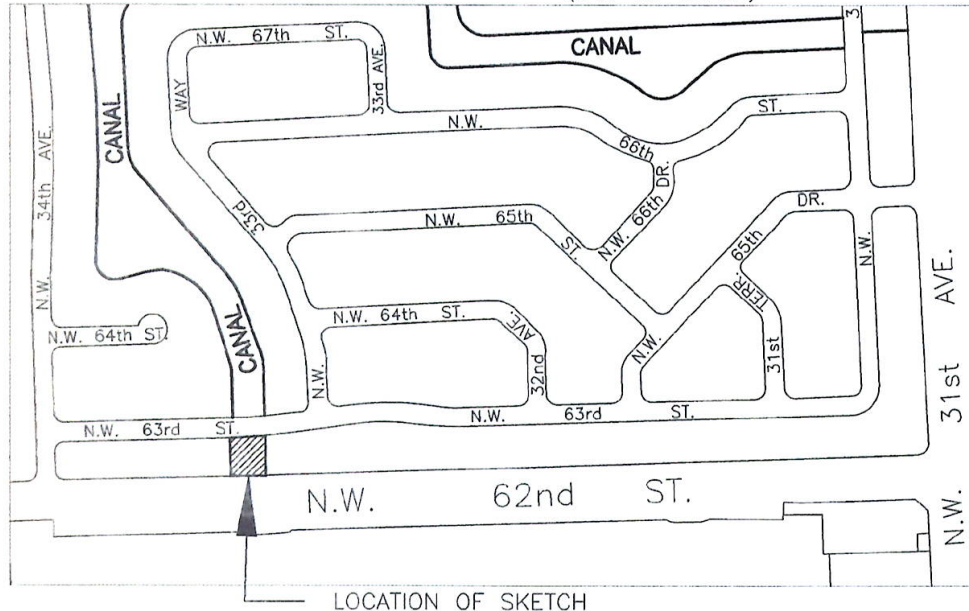 N.W. 67th ST.
CANAL
33rd AVE.
WAY
N.W. 66th ST.
CANAL
N.W. 34th AVE.
N.W. 66th DR.
N.W. 65th DR.
N.W. 33rd
N.W. 65th ST.
N.W.
N.W. 31st AVE.
31st TERR.
N.W. 64th ST.
CANAL
N.W. 64th ST.
32nd AVE.
N.W. 63rd ST.
N.W. 63rd ST.
N.W. 62nd ST.
LOCATION OF SKETCH